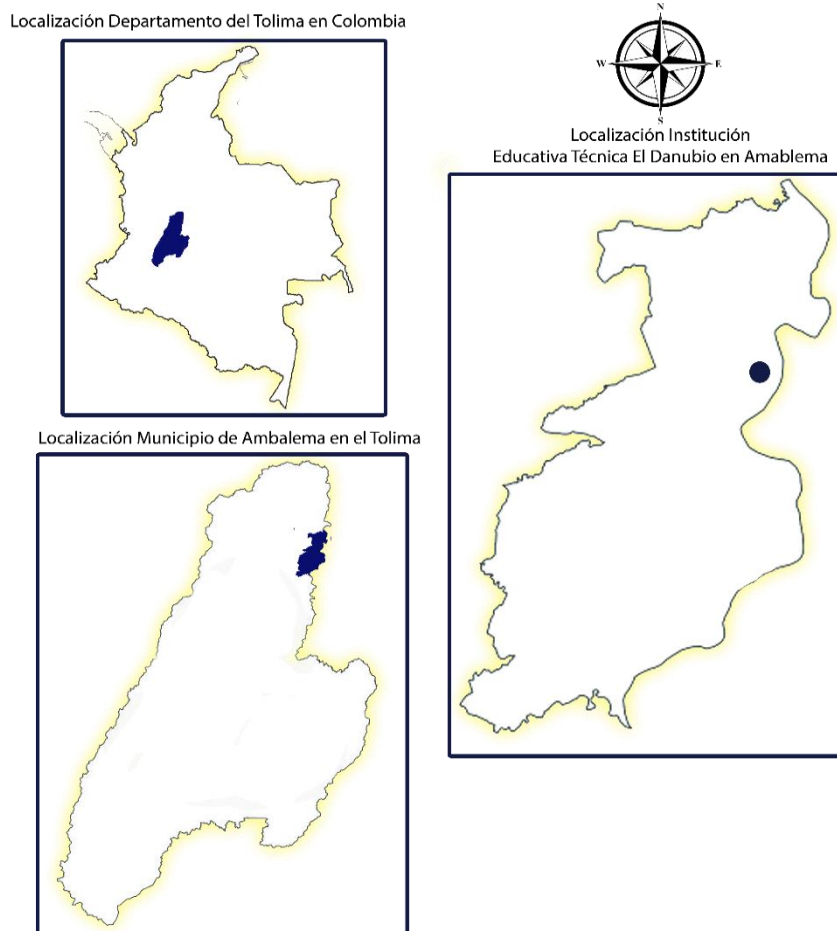 Localización Departamento del Tolima en Colombia
N
W
E
S
Localización Institución
Educativa Técnica El Danubio en Amablema
Localización Municipio de Ambalema en el Tolima